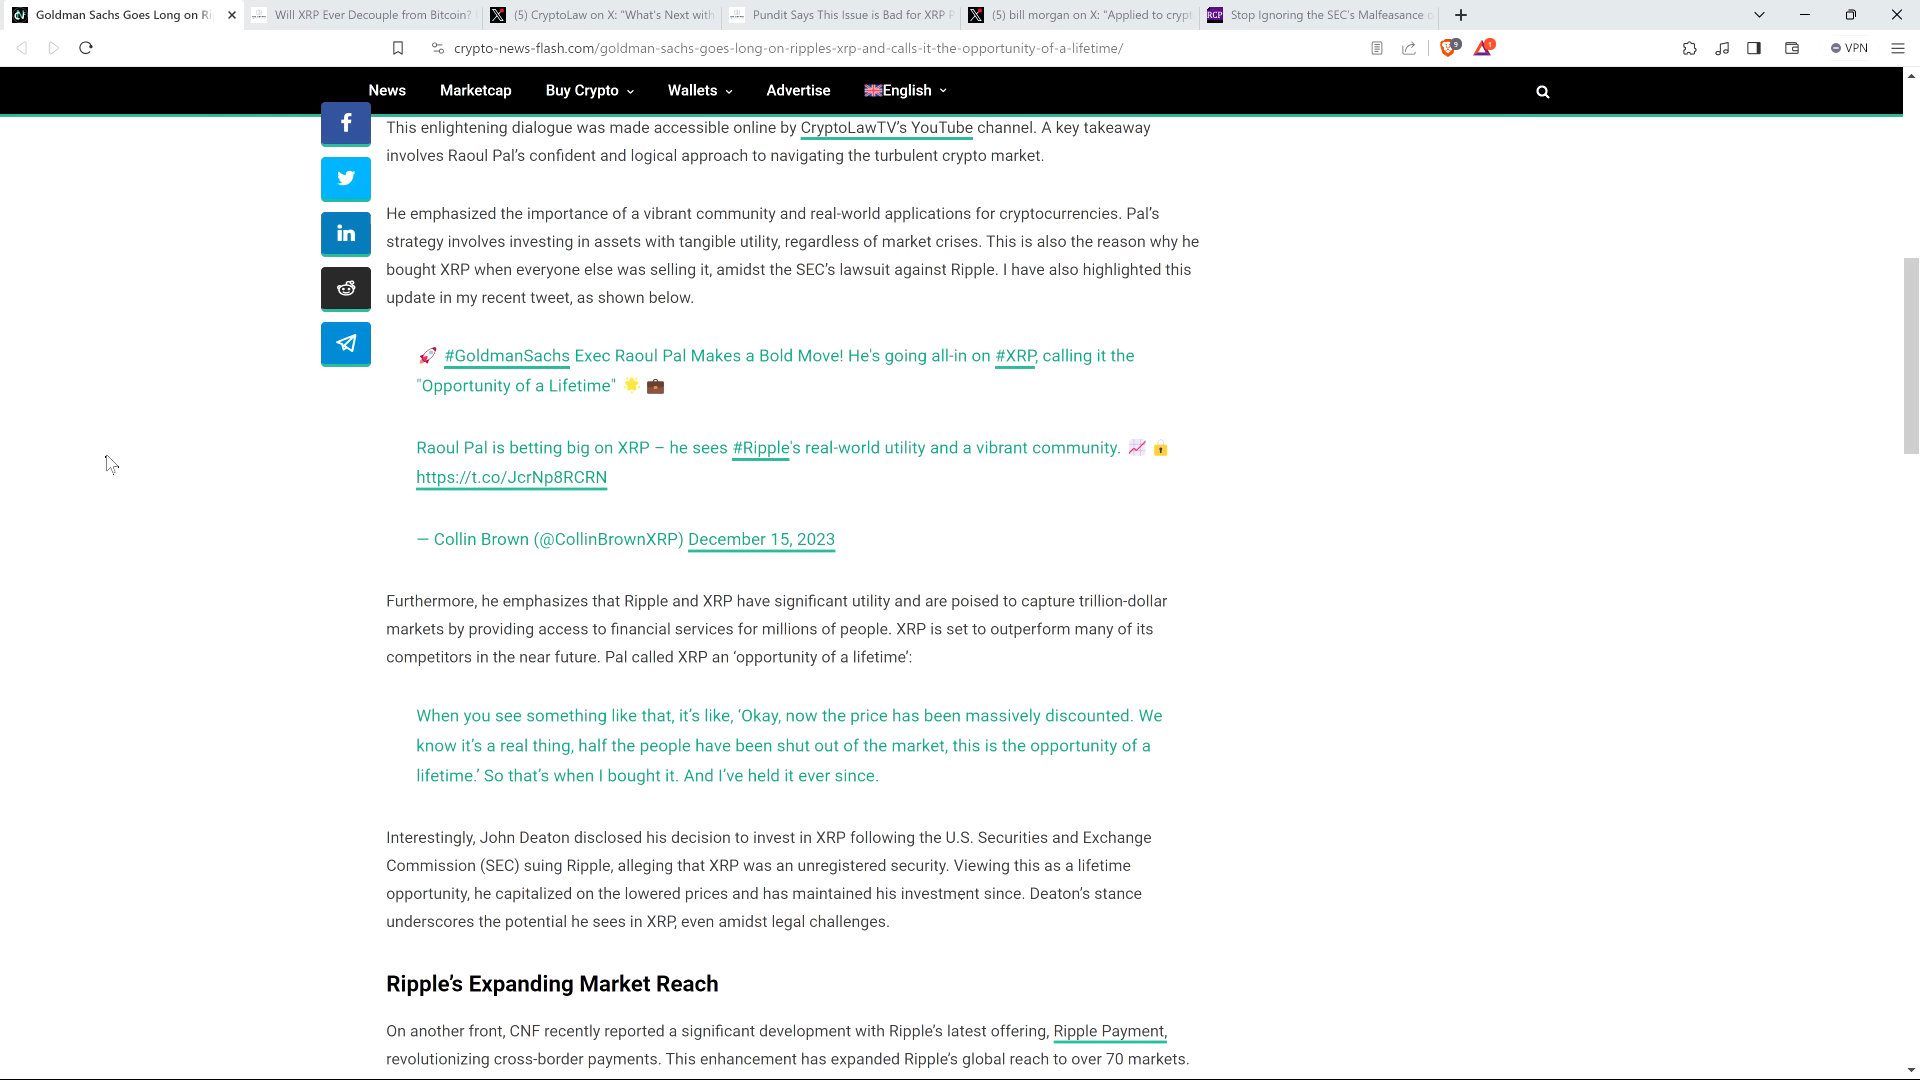 Goldman Sachs Goes Long on Ri
Will XRP Ever Decouple from Bitcoin?
(5) CryptoLaw on X: "What's Next with
Pundit Says This Issue is Bad for XRP P
(5) bill morgan on X: "Applied to crypt
RCP
Stop Ignoring the SEC's Malfeasance o
crypto-news-flash.com/goldman-sachs-goes-long-on-ripples-xrp-and-calls-it-the-opportunity-of-a-lifetime/
9
1
VPN
News
Marketcap
Buy Crypto
Wallets
Advertise
English
This enlightening dialogue was made accessible online by CryptoLawTV’s YouTube channel. A key takeaway
involves Raoul Pal’s confident and logical approach to navigating the turbulent crypto market.
He emphasized the importance of a vibrant community and real-world applications for cryptocurrencies. Pal’s
strategy involves investing in assets with tangible utility, regardless of market crises. This is also the reason why he
bought XRP when everyone else was selling it, amidst the SEC’s lawsuit against Ripple. I have also highlighted this
update in my recent tweet, as shown below.
🚀 #GoldmanSachs Exec Raoul Pal Makes a Bold Move! He's going all-in on #XRP, calling it the
"Opportunity of a Lifetime" 🌟 💼
Raoul Pal is betting big on XRP – he sees #Ripple's real-world utility and a vibrant community. 📈 🔒
https://t.co/JcrNp8RCRN
— Collin Brown (@CollinBrownXRP) December 15, 2023
Furthermore, he emphasizes that Ripple and XRP have significant utility and are poised to capture trillion-dollar
markets by providing access to financial services for millions of people. XRP is set to outperform many of its
competitors in the near future. Pal called XRP an ‘opportunity of a lifetime’:
When you see something like that, it’s like, ‘Okay, now the price has been massively discounted. We
know it’s a real thing, half the people have been shut out of the market, this is the opportunity of a
lifetime.’ So that’s when I bought it. And I’ve held it ever since.
Interestingly, John Deaton disclosed his decision to invest in XRP following the U.S. Securities and Exchange
Commission (SEC) suing Ripple, alleging that XRP was an unregistered security. Viewing this as a lifetime
opportunity, he capitalized on the lowered prices and has maintained his investment since. Deaton’s stance
underscores the potential he sees in XRP, even amidst legal challenges.
Ripple’s Expanding Market Reach
On another front, CNF recently reported a significant development with Ripple’s latest offering, Ripple Payment,
revolutionizing cross-border payments. This enhancement has expanded Ripple’s global reach to over 70 markets.